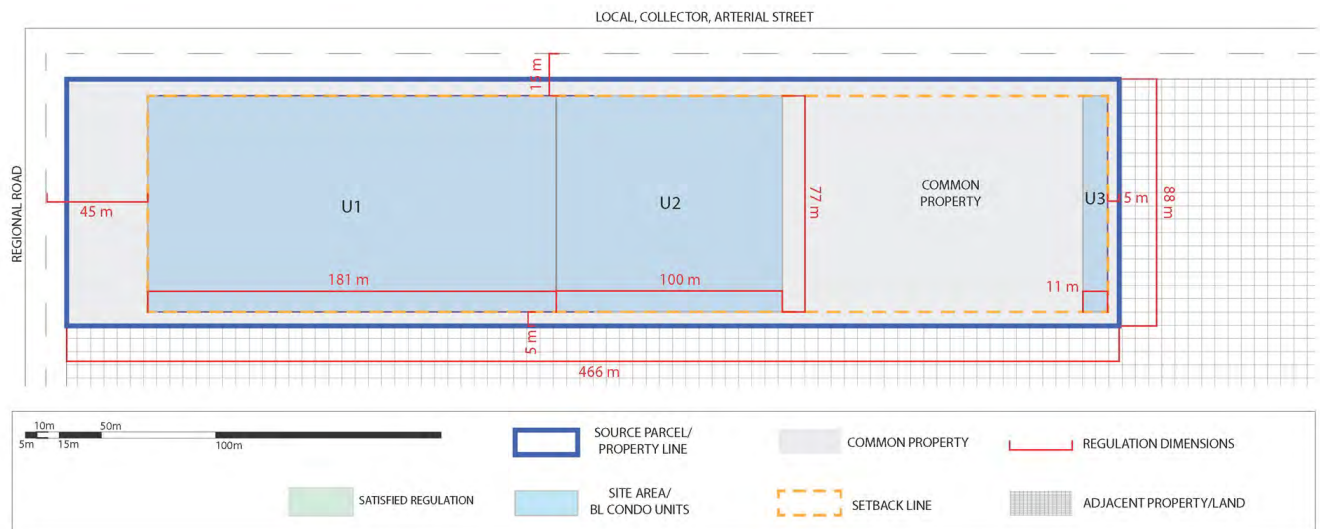 LOCAL, COLLECTOR, ARTERIAL STREET
REGIONAL ROAD
45 m
U1
U2
77 m
COMMON
PROPERTY
U3
5 m
88 m
181 m
100 m
11 m
5 m
466 m
10m
50m
5m
15m
100m
SOURCE PARCEL/
PROPERTY LINE
COMMON PROPERTY
REGULATION DIMENSIONS
SATISFIED REGULATION
SITE AREA/
BL CONDO UNITS
SETBACK LINE
ADJACENT PROPERTY/LAND